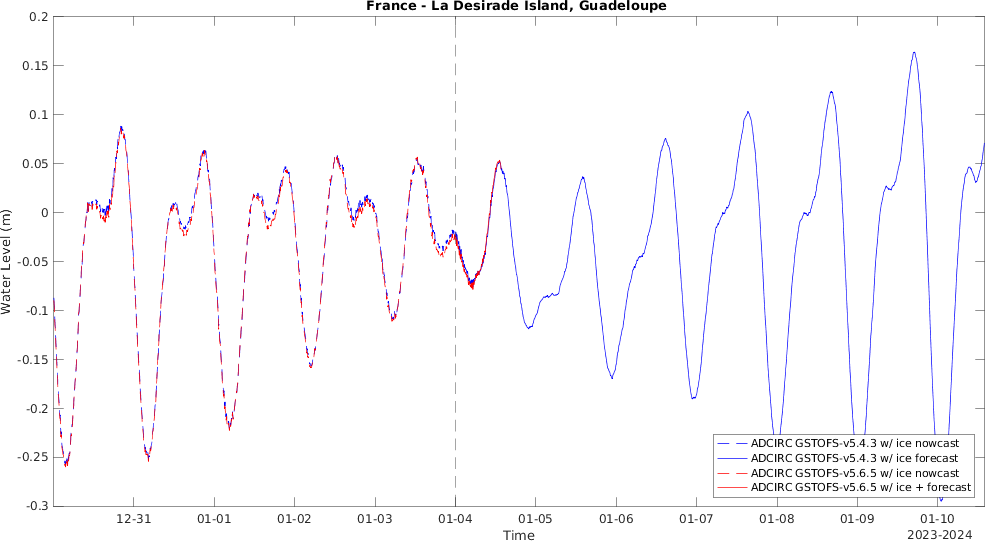 France - La Desirade Island, Guadeloupe
0.2
0.15
0.1
0.05
0
-0.05
-0.1
-0.15
-0.2
-0.25
-0.3
Water Level (m)
ADCIRC GSTOFS-v5.4.3 w/ ice nowcast
ADCIRC GSTOFS-v5.4.3 w/ ice forecast
ADCIRC GSTOFS-v5.6.5 w/ ice nowcast
ADCIRC GSTOFS-v5.6.5 w/ ice + forecast
12-31 01-01 01-02 01-03 01-04 01-05 01-06 01-07 01-08 01-09 01-10
Time
2023-2024